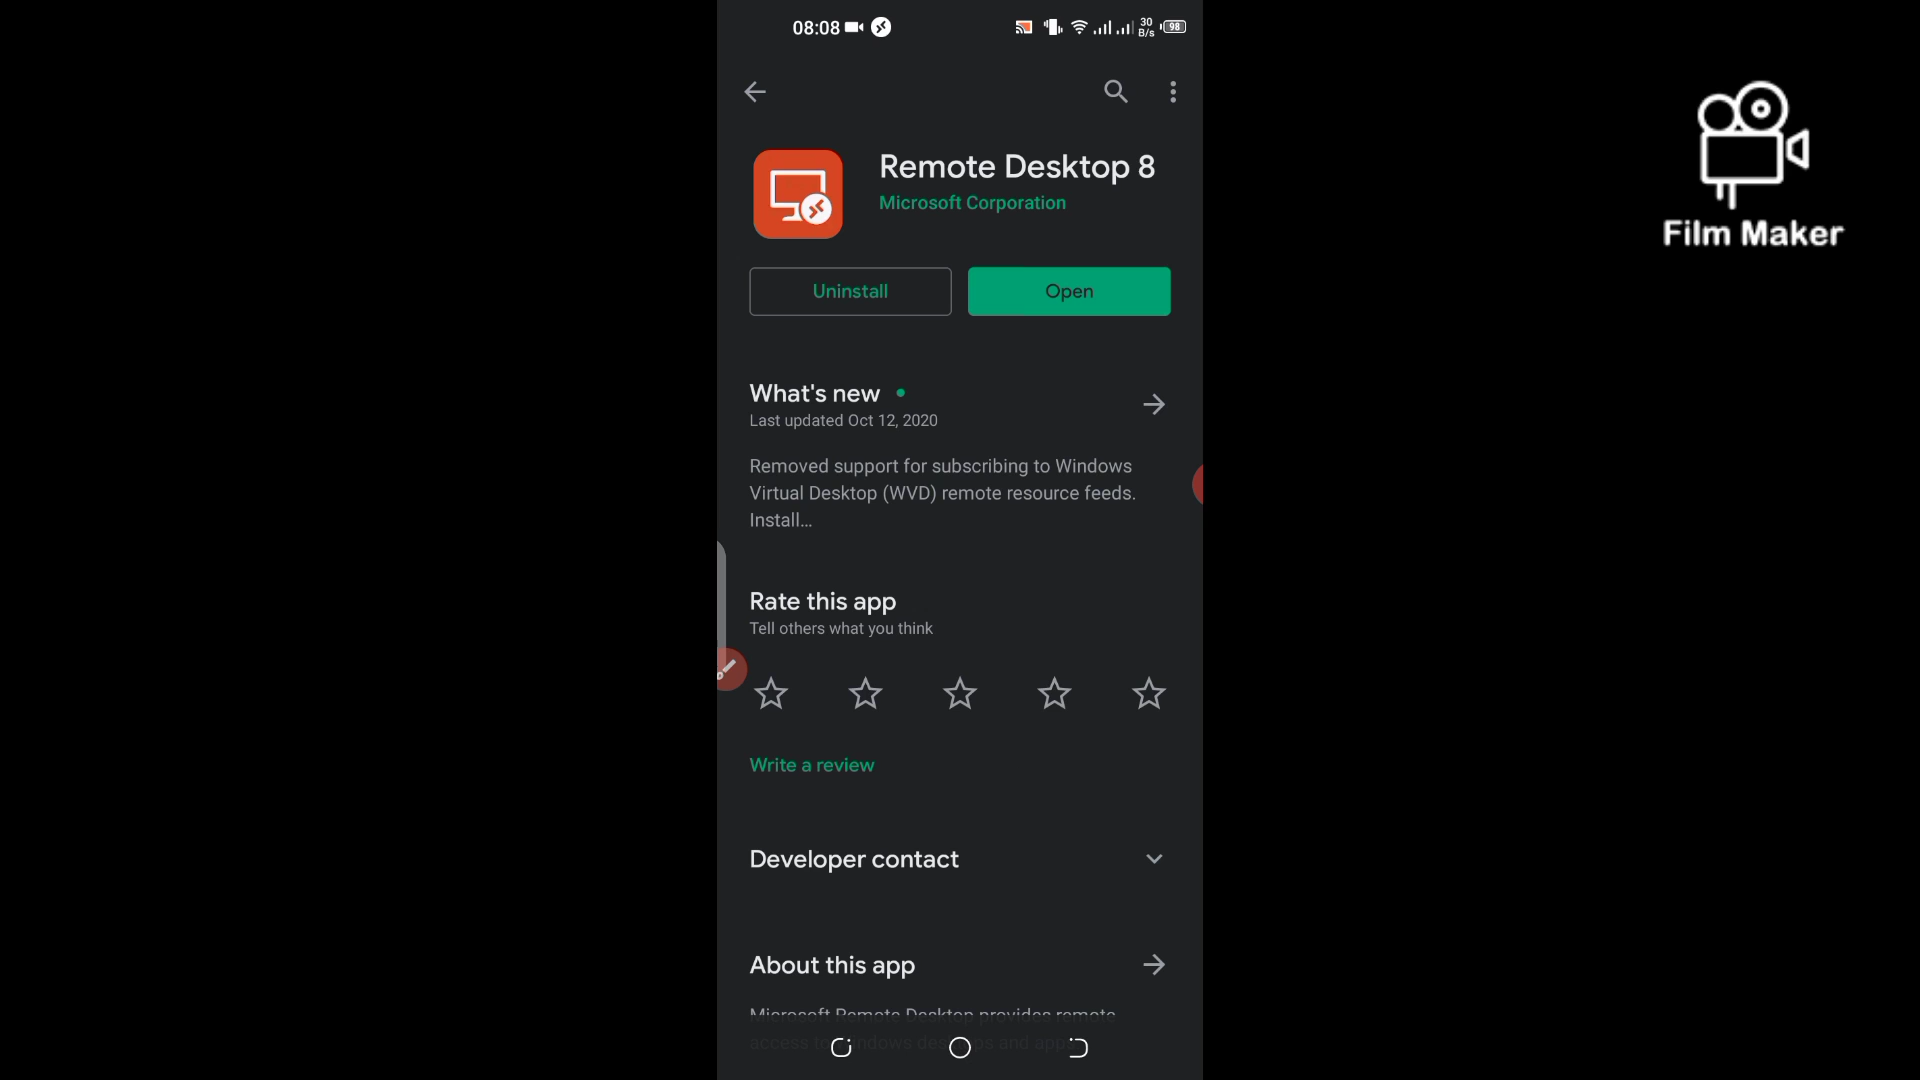 08:08
30
B/s
98
Remote Desktop 8
Microsoft Corporation
Film Maker
Uninstall
Open
What's new
Last updated Oct 12, 2020
Removed support for subscribing to Windows
Virtual Desktop (WVD) remote resource feeds.
Install...
Rate this app
Tell others what you think
Write a review
Developer contact
About this app
Microsoft Remote Desktop provides remote
access to Windows desktops and apps